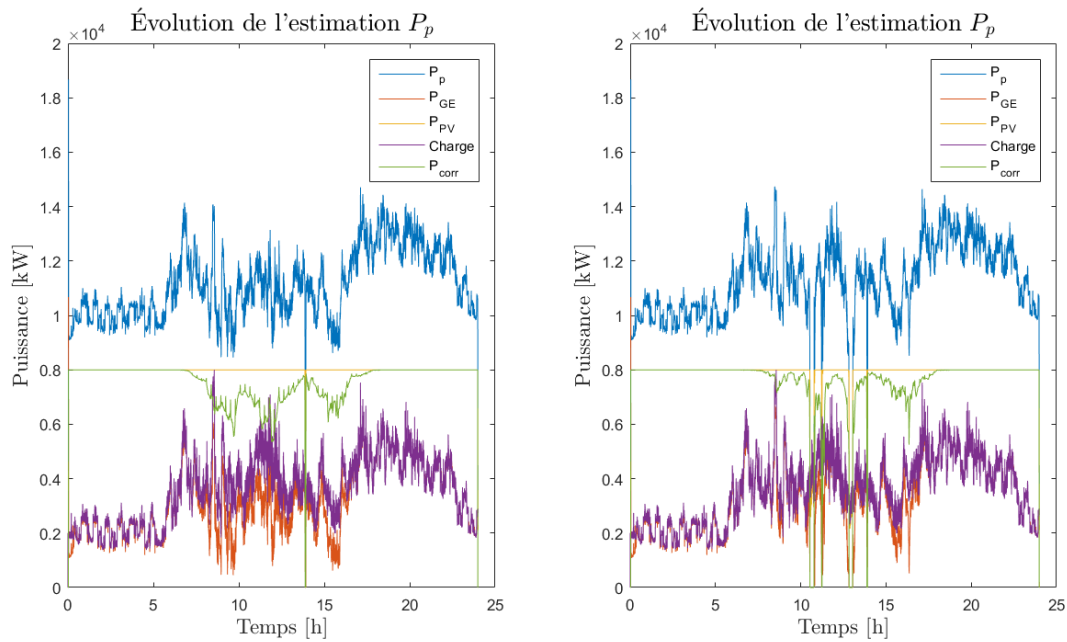 Évolution de l'estimation P_p
×10^4
2
1.8
1.6
1.4
1.2
1
0.8
0.6
0.4
0.2
0
0 5 10 15 20 25
Puissance [kW]
Temps [h]
P_p
P_GE
P_PV
Charge
P_corr
Évolution de l'estimation P_p
×10^4
2
1.8
1.6
1.4
1.2
1
0.8
0.6
0.4
0.2
0
0 5 10 15 20 25
Puissance [kW]
Temps [h]
P_p
P_GE
P_PV
Charge
P_corr